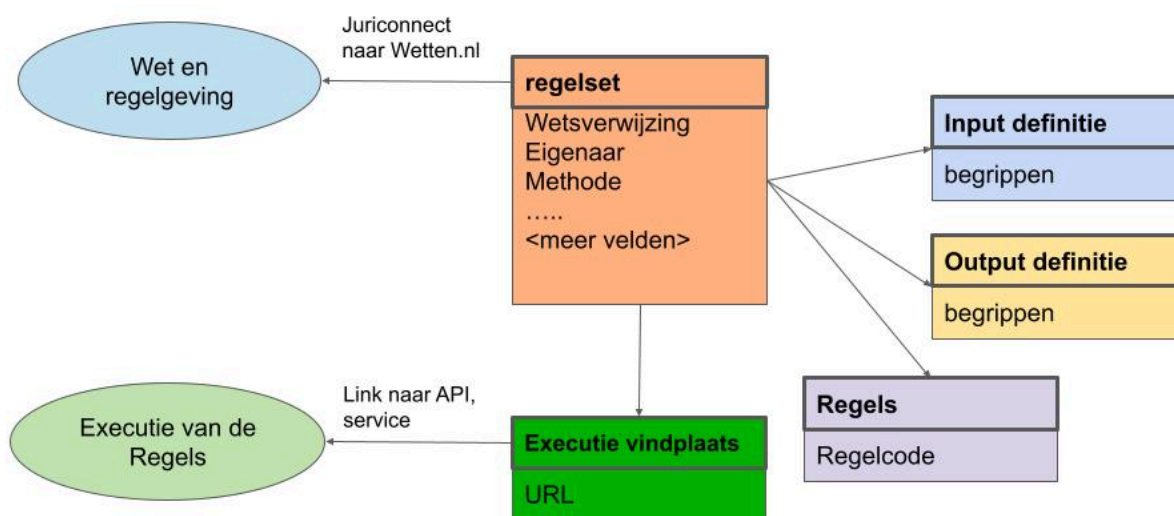 Juriconnect
naar Wetten.nl
Wet en
regelgeving
regelset
Wetsverwijzing
Eigenaar
Methode
…..
<meer velden>
Input definitie
begrippen
Output definitie
begrippen
Regels
Regelcode
Link naar API,
service
Executie van de
Regels
Executie vindplaats
URL